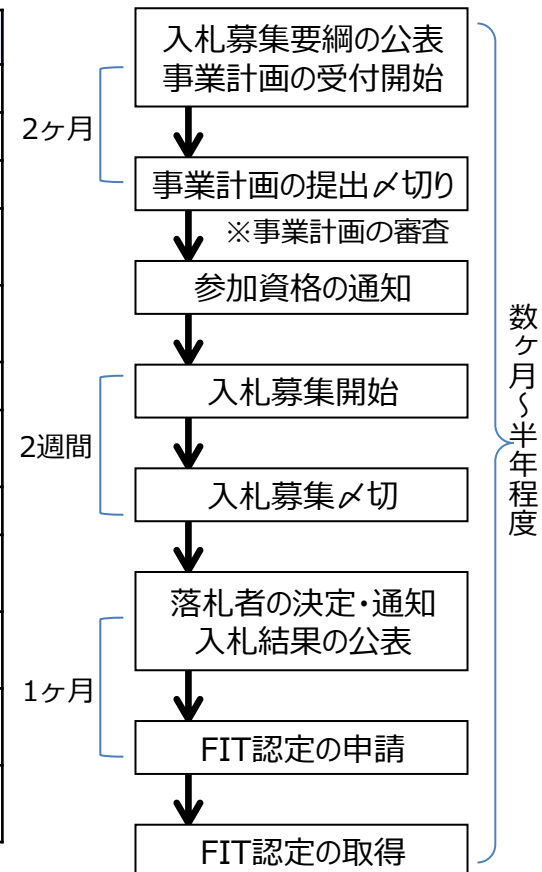 入札募集要綱の公表
事業計画の受付開始
2ヶ月
事業計画の提出〆切り
※事業計画の審査
参加資格の通知
入札募集開始
2週間
入札募集〆切
落札者の決定・通知
入札結果の公表
1ヶ月
FIT認定の申請
FIT認定の取得
数ヶ月～半年程度